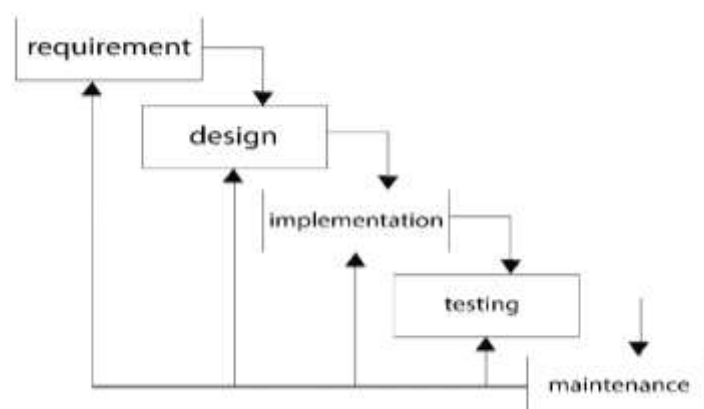 requirement
design
implementation
testing
maintenance